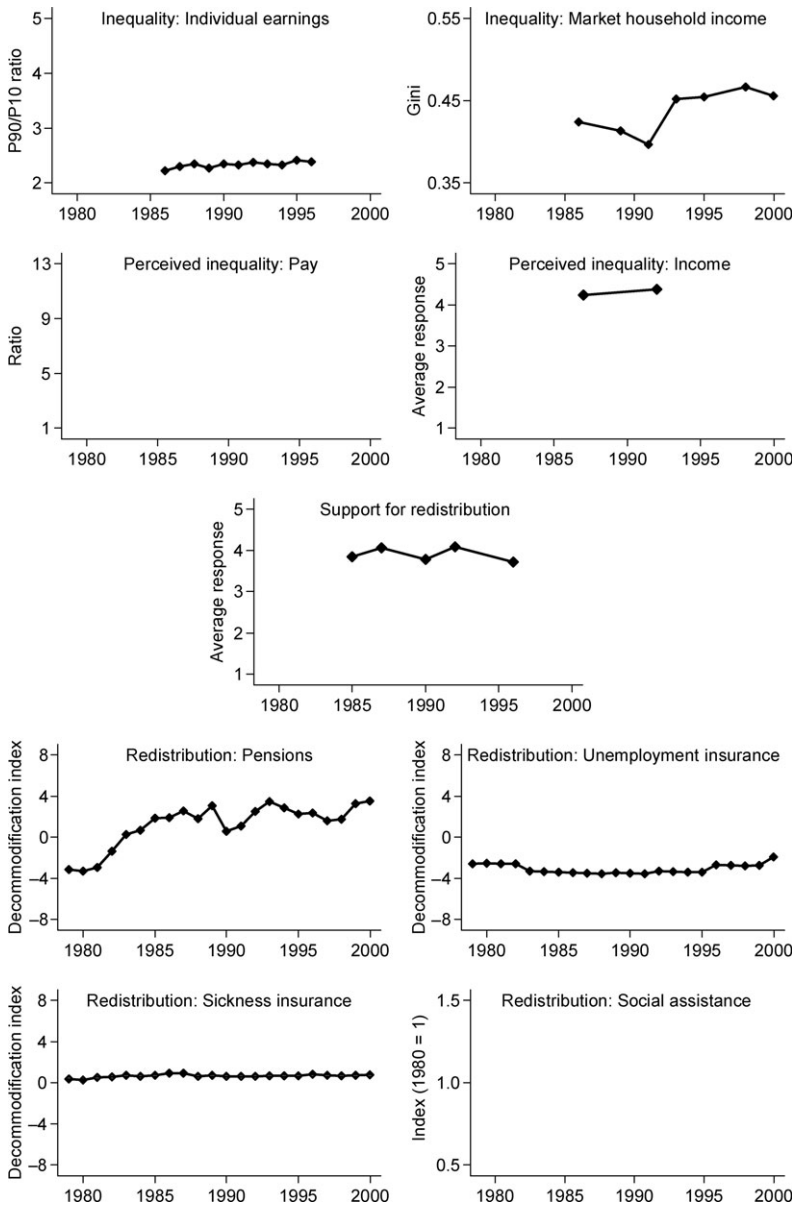 Inequality: Individual earnings
P90/P10 ratio
5
4
3
2
1980 1985 1990 1995 2000
Inequality: Market household income
Gini
0.55
0.45
0.35
1980 1985 1990 1995 2000
Perceived inequality: Pay
Ratio
13
9
5
1
1980 1985 1990 1995 2000
Perceived inequality: Income
Average response
5
4
3
2
1
1980 1985 1990 1995 2000
Support for redistribution
Average response
5
4
3
2
1
1980 1985 1990 1995 2000
Redistribution: Pensions
Decommodification index
8
4
0
–4
–8
1980 1985 1990 1995 2000
Redistribution: Unemployment insurance
Decommodification index
8
4
0
–4
–8
1980 1985 1990 1995 2000
Redistribution: Sickness insurance
Decommodification index
8
4
0
–4
–8
1980 1985 1990 1995 2000
Redistribution: Social assistance
Index (1980 = 1)
1.5
1.0
0.5
1980 1985 1990 1995 2000